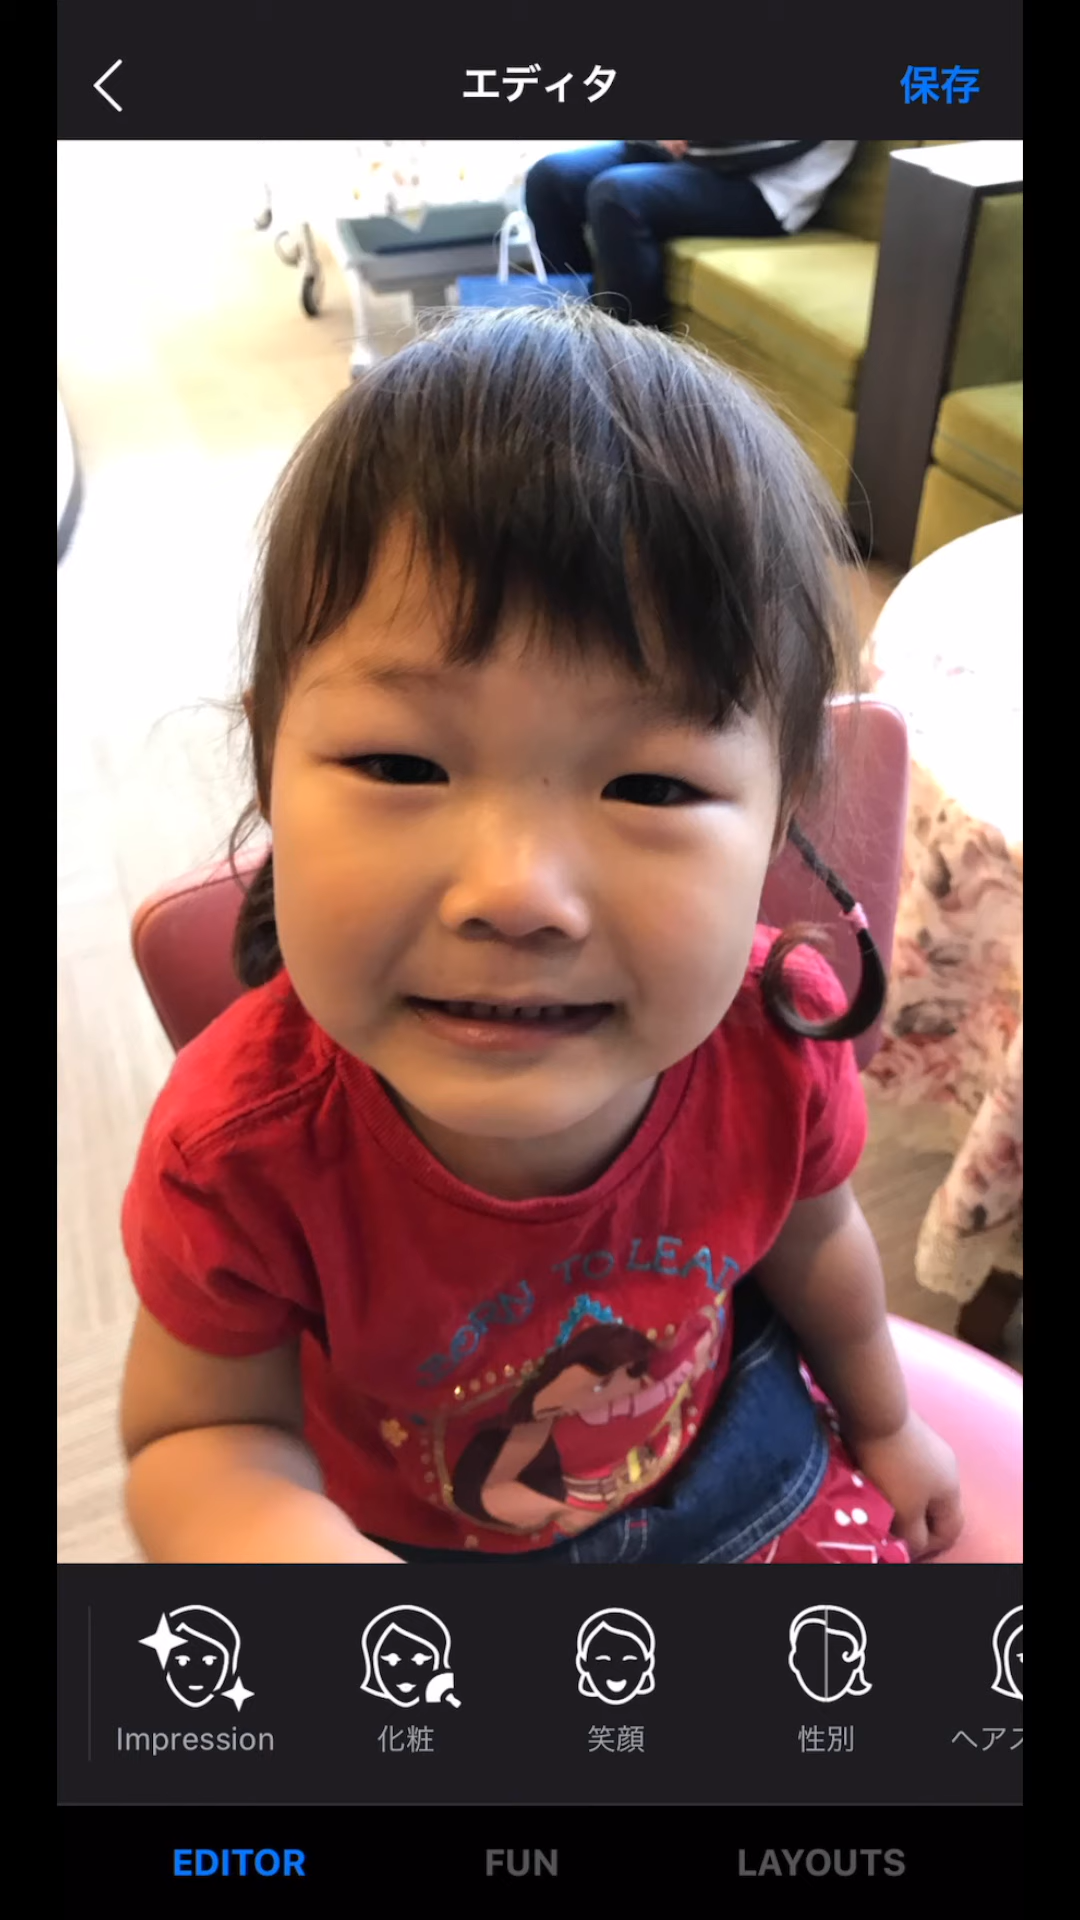 エディタ
保存
BORN TO LEAD
Impression
化粧
笑顔
性別
EDITOR
FUN
LAYOUTS